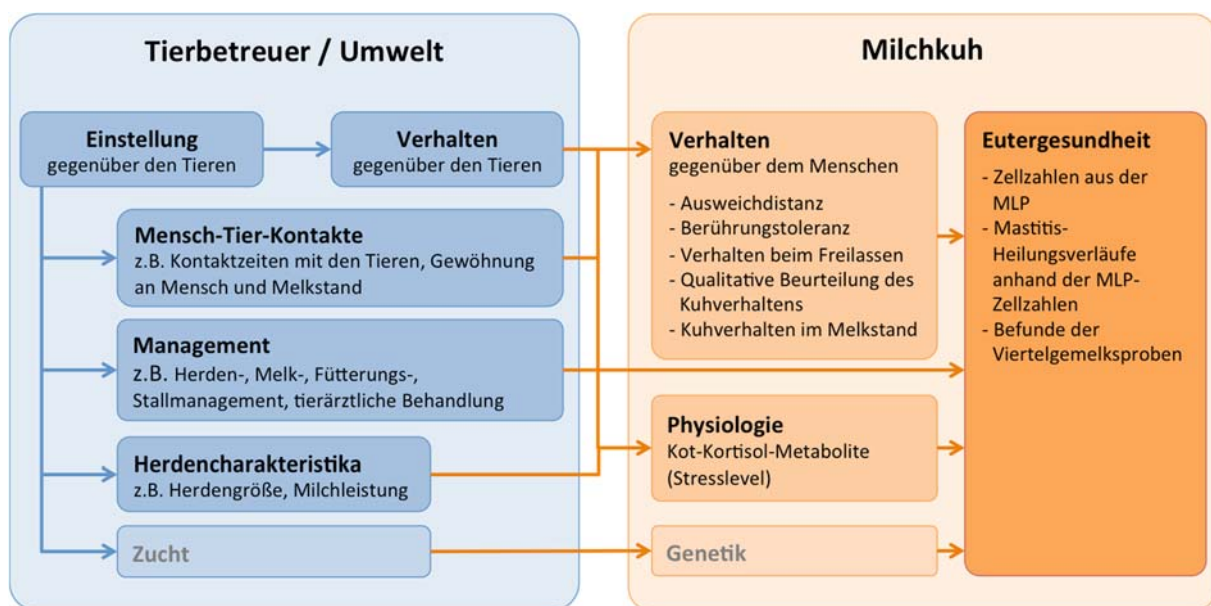 Tierbetreuer / Umwelt
Einstellung
gegenüber den Tieren
Verhalten
gegenüber den Tieren
Mensch-Tier-Kontakte
z.B. Kontaktzeiten mit den Tieren, Gewöhnung
an Mensch und Melkstand
Management
z.B. Herden-, Melk-, Fütterungs-,
Stallmanagement, tierärztliche Behandlung
Herdencharakteristika
z.B. Herdengröße, Milchleistung
Zucht
Milchkuh
Verhalten
gegenüber dem Menschen
- Ausweichdistanz
- Berührungstoleranz
- Verhalten beim Freilassen
- Qualitative Beurteilung des
Kuhverhaltens
- Kuhverhalten im Melkstand
Physiologie
Kot-Kortisol-Metabolite
(Stresslevel)
Genetik
Eutergesundheit
- Zellzahlen aus der
MLP
- Mastitis-
Heilungsverläufe
anhand der MLP-
Zellzahlen
- Befunde der
Viertelgemelksproben